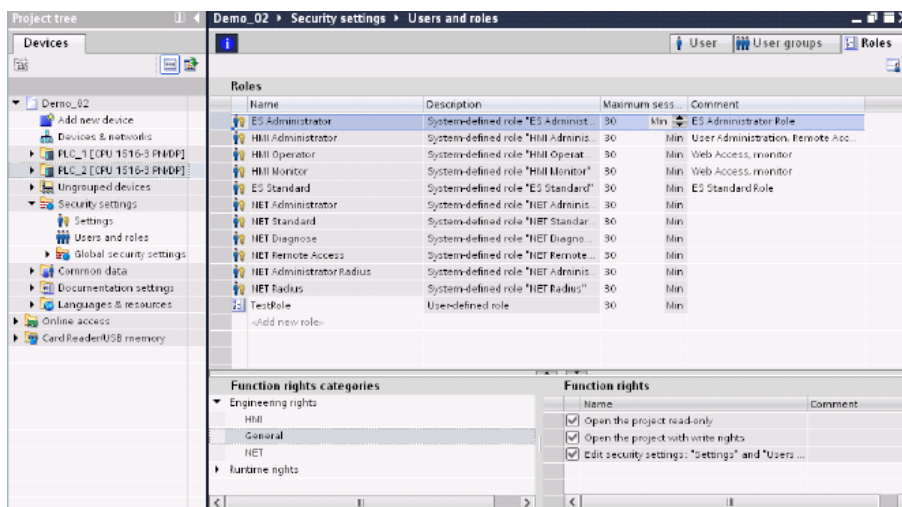 Project tree
Demo_02 ▸ Security settings ▸ Users and roles
Devices
User
User groups
Roles
Demo_02
Add new device
Devices & networks
PLC_1 [CPU 1516-3 PN/DP]
PLC_2 [CPU 1516-3 PN/DP]
Ungrouped devices
Security settings
Settings
Users and roles
Global security settings
Common data
Documentation settings
Languages & resources
Online access
Card Reader/USB memory
Roles
Name Description Maximum sess... Comment
ES Administrator System-defined role "ES Administ... 30 Min ES Administrator Role
HMI Administrator System-defined role "HMI Adminis... 30 Min User Administration, Remote Acc...
HMI Operator System-defined role "HMI Operat... 30 Min Web Access, monitor
HMI Monitor System-defined role "HMI Monitor" 30 Min Web Access, monitor
ES Standard System-defined role "ES Standard" 30 Min ES Standard Role
NET Administrator System-defined role "NET Adminis... 30 Min
NET Standard System-defined role "NET Standar... 30 Min
NET Diagnose System-defined role "NET Diagno... 30 Min
NET Remote Access System-defined role "NET Remote... 30 Min
NET Administrator Radius System-defined role "NET Adminis... 30 Min
NET Radius System-defined role "NET Radius" 30 Min
TestRole User-defined role 30 Min
<Add new role>
Function rights categories
Engineering rights
HMI
General
NET
Runtime rights
Function rights
Name Comment
Open the project read-only
Open the project with write rights
Edit security settings: "Settings" and "Users ...